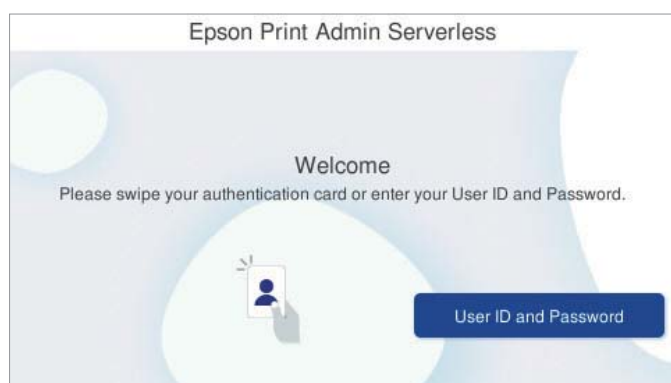 Epson Print Admin Serverless
Welcome
Please swipe your authentication card or enter your User ID and Password.
User ID and Password